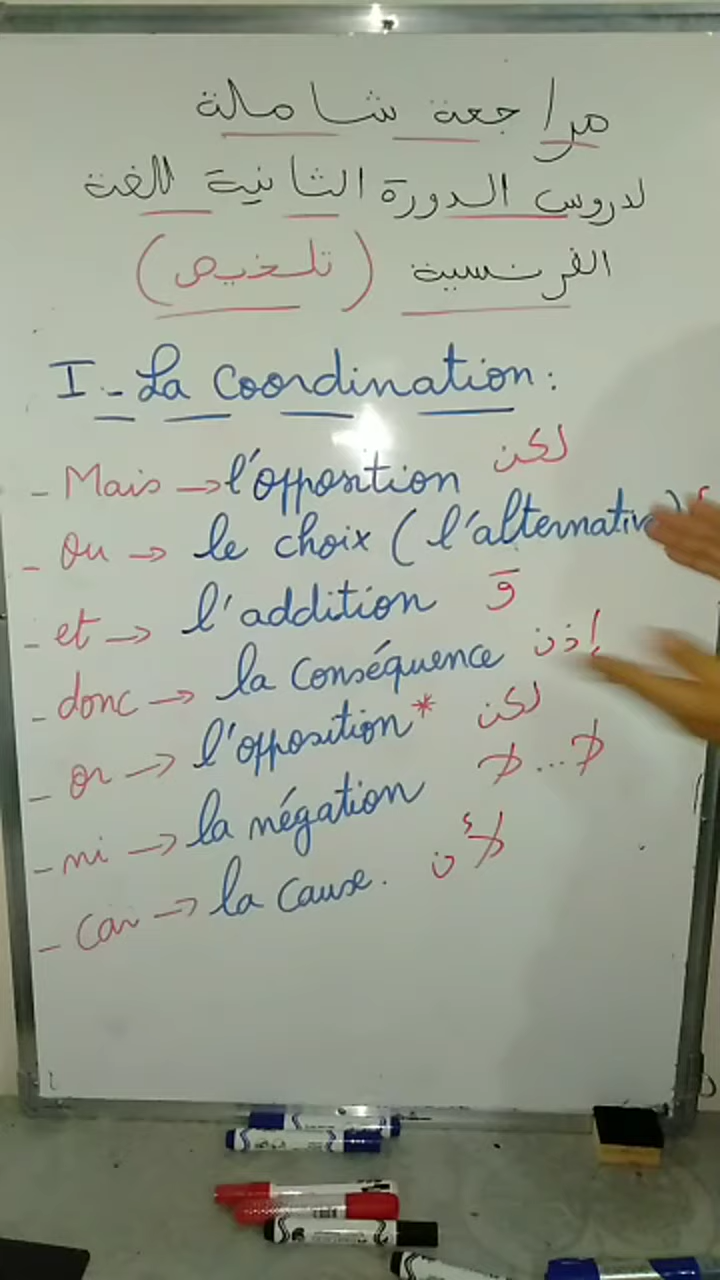 مراجعة شاملة
لدروس الدورة الثانية للغة
الفرنسية (تلخيص)
I - La coordination :
- Mais → l'opposition لكن
- ou → le choix (l'alternative)
- et → l'addition و
- donc → la conséquence إذن
- or → l'opposition* لكن
- ni → la négation لا...لا
- car → la cause. لأن